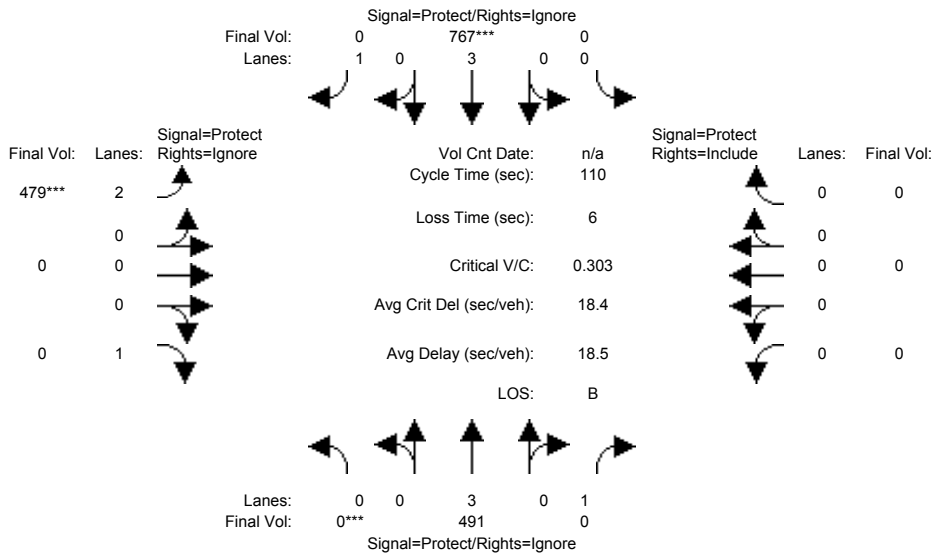 Signal=Protect/Rights=Ignore
Final Vol: 0 767*** 0
Lanes: 1 0 3 0 0
Signal=Protect Signal=Protect
Final Vol: Lanes: Rights=Ignore Vol Cnt Date: n/a Rights=Include Lanes: Final Vol:
Cycle Time (sec): 110
479*** 2 0 0
Loss Time (sec): 6
0 0
0 0 Critical V/C: 0.303 0 0
0 Avg Crit Del (sec/veh): 18.4 0
0 1 Avg Delay (sec/veh): 18.5 0 0
LOS: B
Lanes: 0 0 3 0 1
Final Vol: 0*** 491 0
Signal=Protect/Rights=Ignore